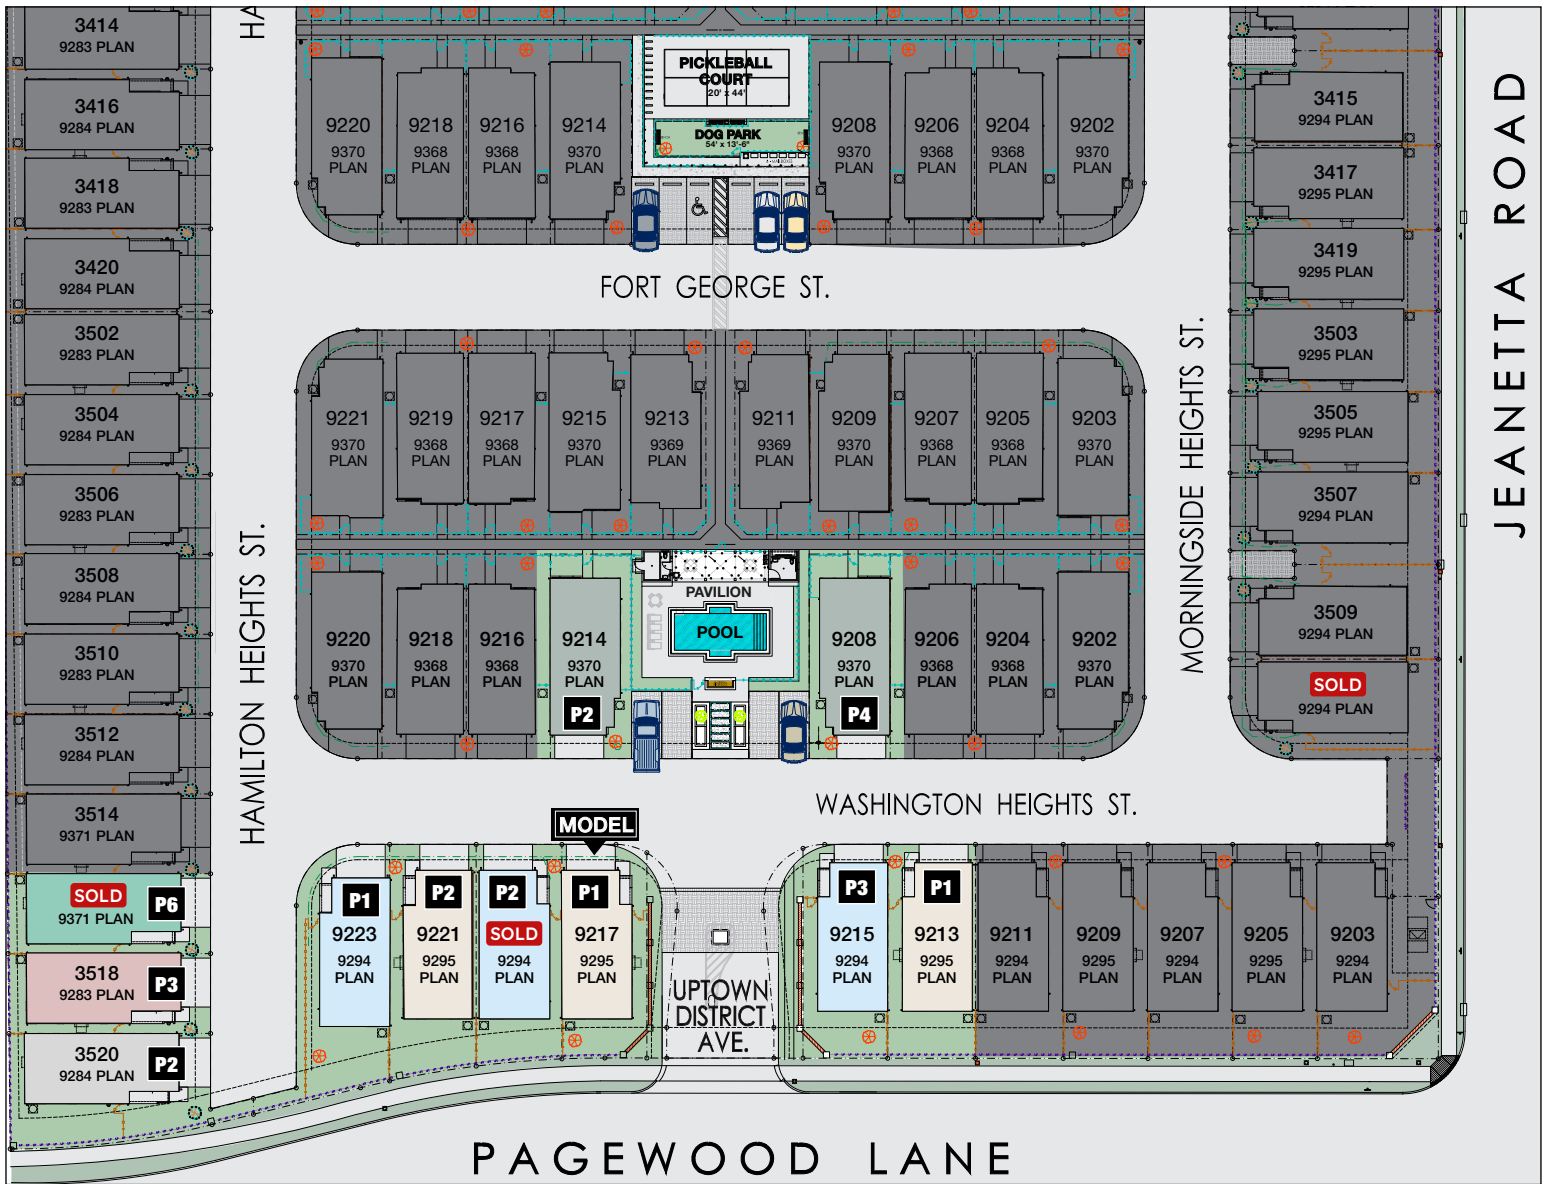 3414
9283 PLAN
3416
9284 PLAN
3418
9283 PLAN
3420
9284 PLAN
3502
9283 PLAN
3504
9284 PLAN
3506
9283 PLAN
3508
9284 PLAN
3510
9283 PLAN
3512
9284 PLAN
3514
9371 PLAN
SOLD
9371 PLAN
P6
3518
9283 PLAN
P3
3520
9284 PLAN
P2
HA
HAMILTON HEIGHTS ST.
9220
9370
PLAN
9218
9368
PLAN
9216
9368
PLAN
9214
9370
PLAN
PICKLEBALL
COURT
20' x 44'
DOG PARK
54' x 13'-6"
9208
9370
PLAN
9206
9368
PLAN
9204
9368
PLAN
9202
9370
PLAN
FORT GEORGE ST.
9221
9370
PLAN
9219
9368
PLAN
9217
9368
PLAN
9215
9370
PLAN
9213
9369
PLAN
9211
9369
PLAN
9209
9370
PLAN
9207
9368
PLAN
9205
9368
PLAN
9203
9370
PLAN
9220
9370
PLAN
9218
9368
PLAN
9216
9368
PLAN
9214
9370
PLAN
P2
PAVILION
POOL
9208
9370
PLAN
P4
9206
9368
PLAN
9204
9368
PLAN
9202
9370
PLAN
WASHINGTON HEIGHTS ST.
MODEL
P1
9223
9294
PLAN
P2
9221
9295
PLAN
P2
SOLD
9294
PLAN
P1
9217
9295
PLAN
UPTOWN
DISTRICT
AVE.
P3
9215
9294
PLAN
P1
9213
9295
PLAN
9211
9294
PLAN
9209
9295
PLAN
9207
9294
PLAN
9205
9295
PLAN
9203
9294
PLAN
MORNINGSIDE HEIGHTS ST.
3415
9294 PLAN
3417
9295 PLAN
3419
9295 PLAN
3503
9295 PLAN
3505
9295 PLAN
3507
9294 PLAN
3509
9294 PLAN
SOLD
9294 PLAN
JEANETTA ROAD
PAGEWOOD LANE